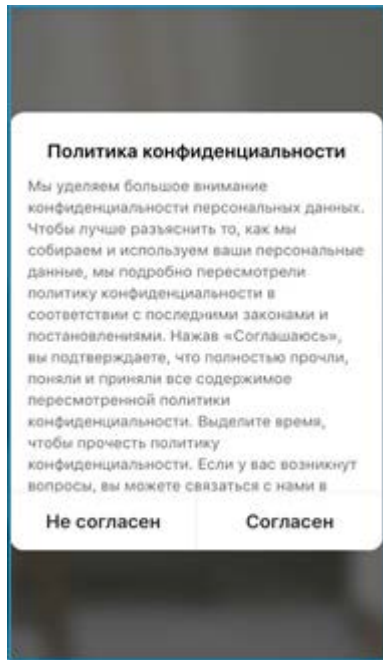 Политика конфиденциальности
Мы уделяем большое внимание
конфиденциальности персональных данных.
Чтобы лучше разъяснить то, как мы
собираем и используем ваши персональные
данные, мы подробно пересмотрели
политику конфиденциальности в
соответствии с последними законами и
постановлениями. Нажав «Соглашаюсь»,
вы подтверждаете, что полностью прочли,
поняли и приняли все содержимое
пересмотренной политики
конфиденциальности. Выделите время,
чтобы прочесть политику
конфиденциальности. Если у вас возникнут
вопросы, вы можете связаться с нами в
Не согласен Согласен